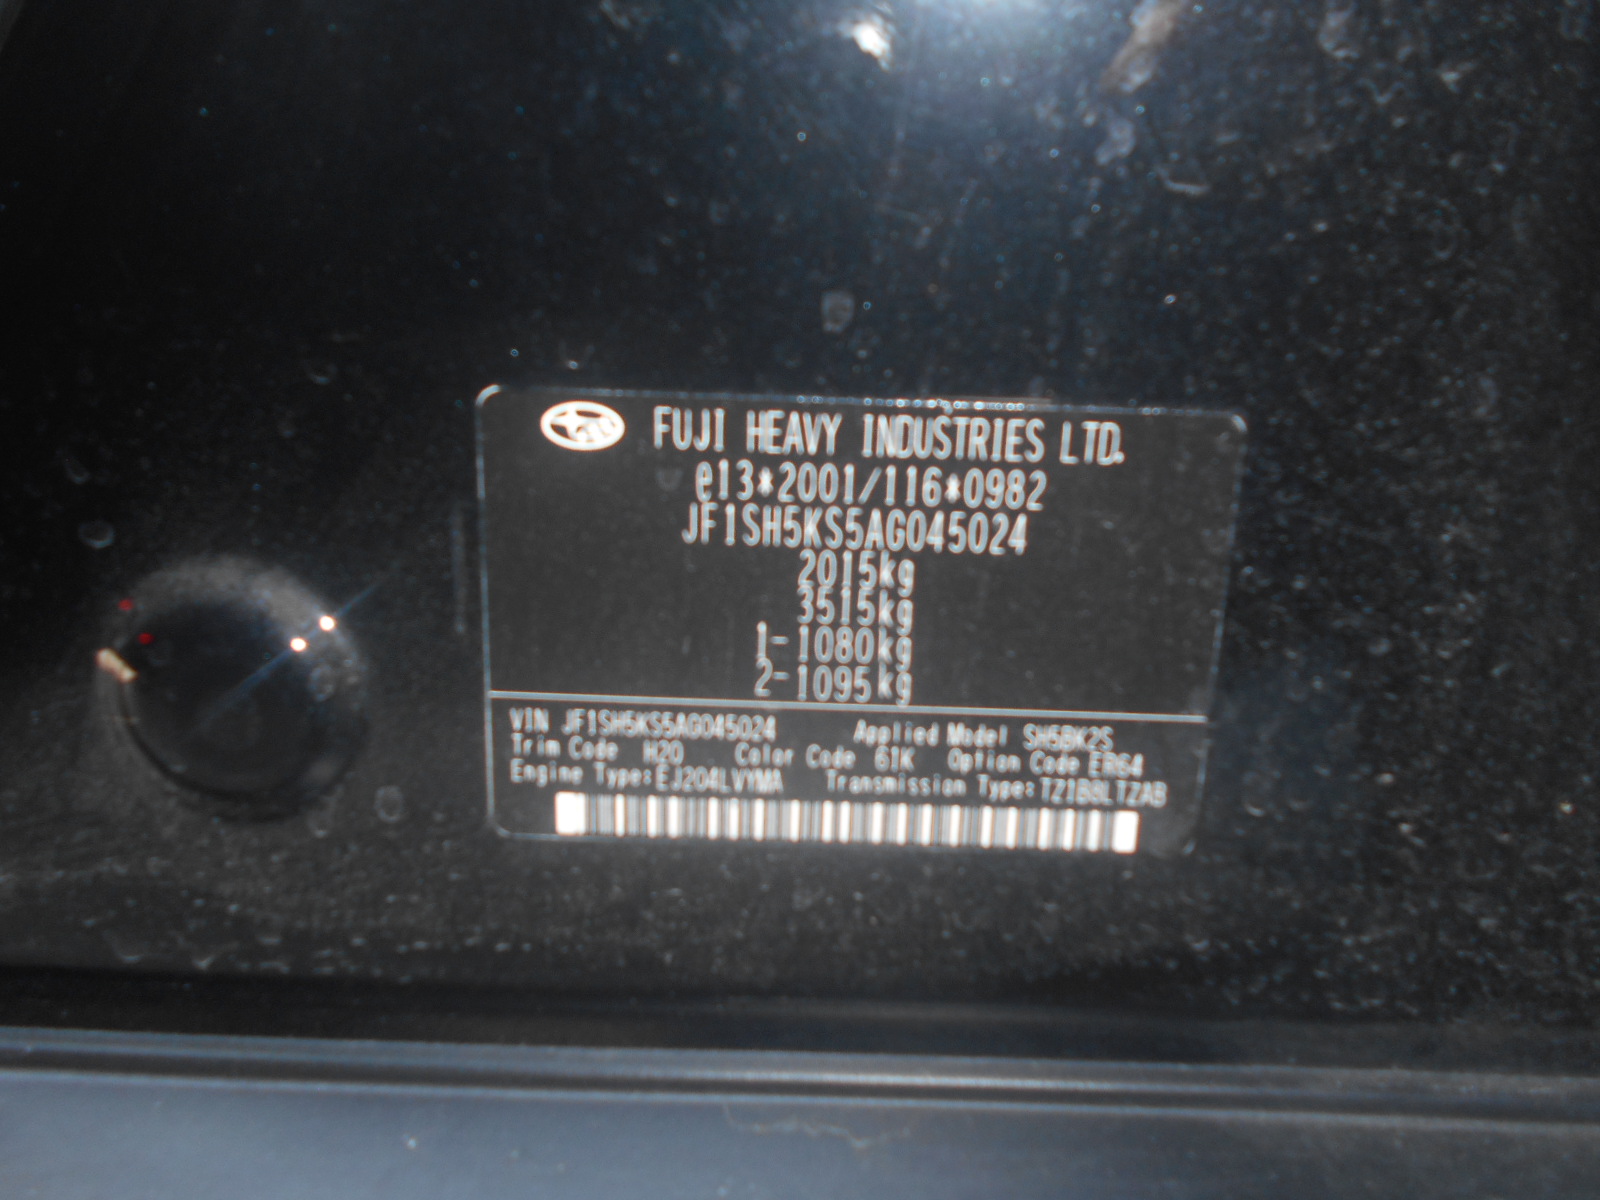 FUJI HEAVY INDUSTRIES LTD.
e13*2001/116*0982
JF1SH5KS5AG045024
2015kg
3515kg
1-1080kg
2-1095kg
VIN JF1SH5KS5AG045024 Applied Model SH5BK2S
Trim Code H20 Color Code 61K Option Code ERS4
Engine Type: EJ204LVYMA Transmission Type: TZ1B8LTZAB